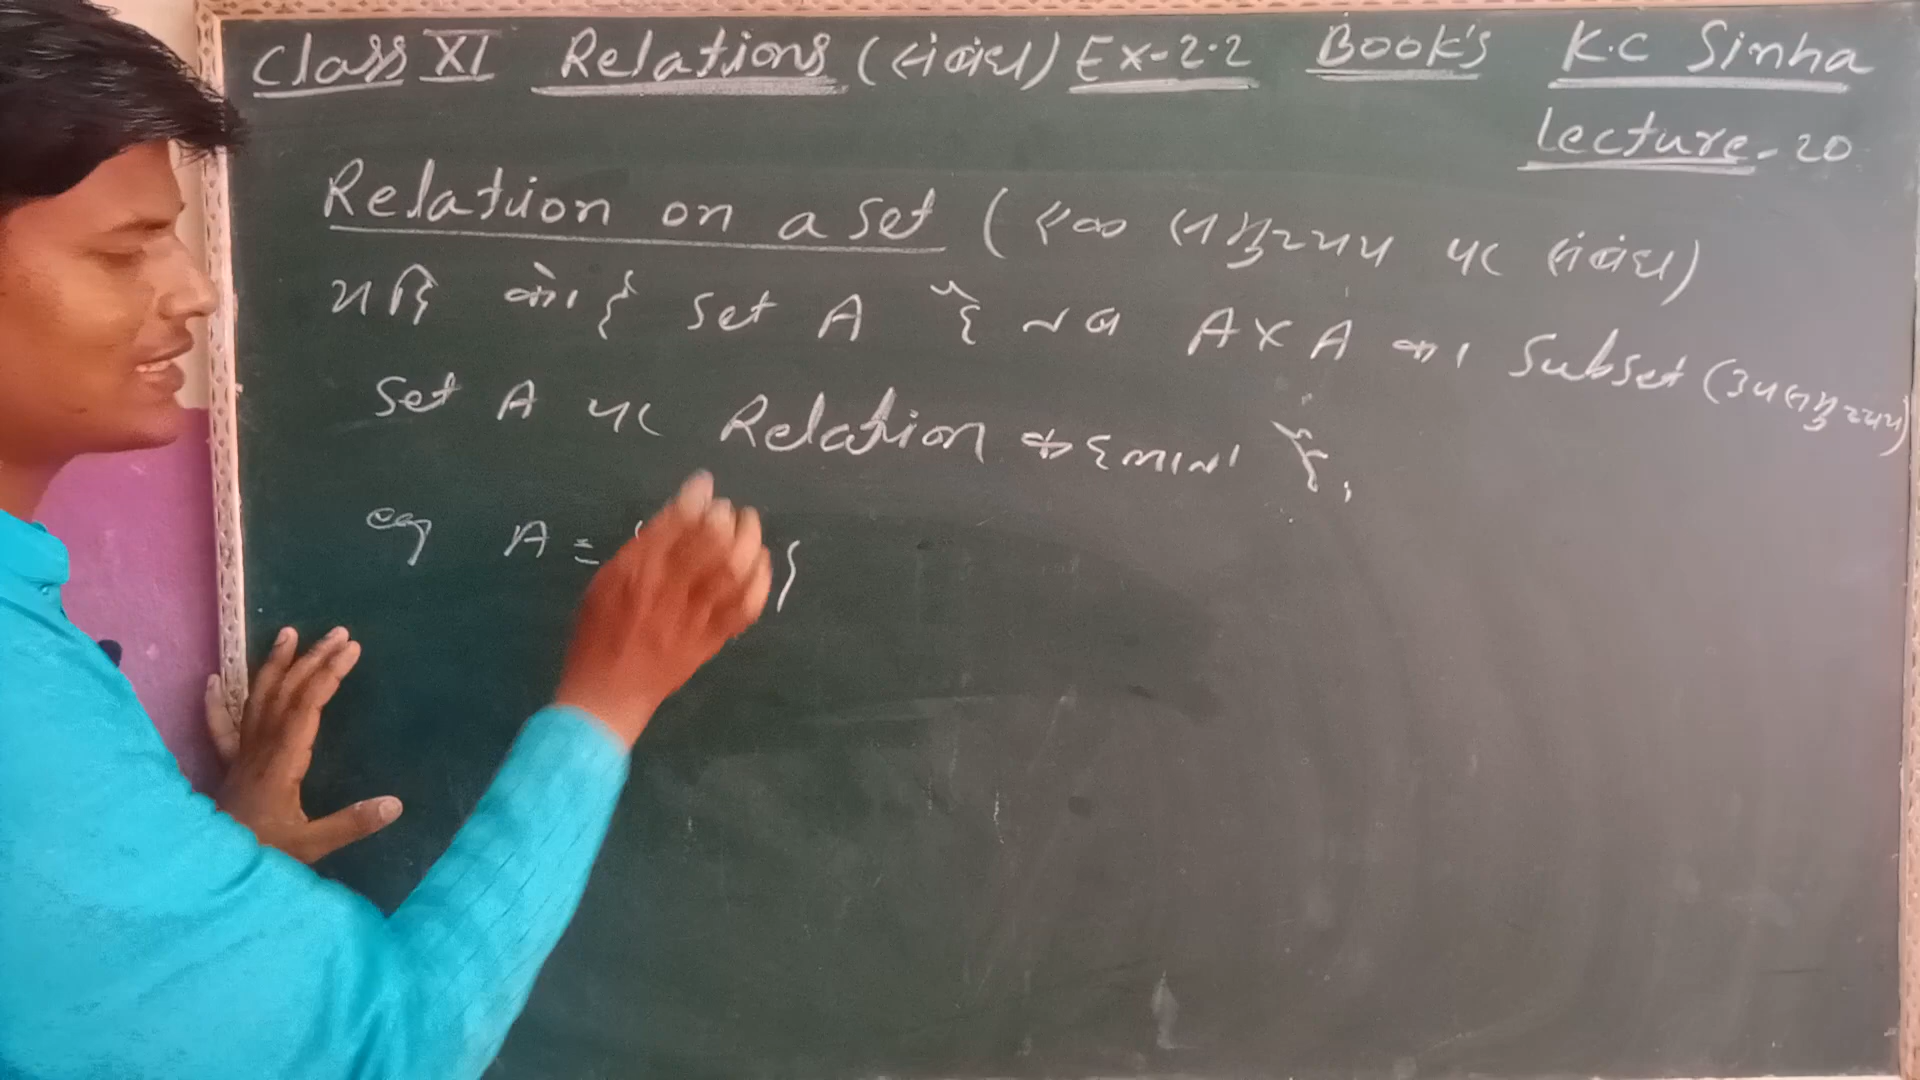 Class XI Relations (संबंध) Ex-2.2 Book's K.C Sinha
Lecture-20
Relation on a set (एक समुच्चय पर संबंध)
यदि कोई set A है तब A×A का Subset (उपसमुच्चय)
Set A पर Relation कहलाता है,
eg A = { }